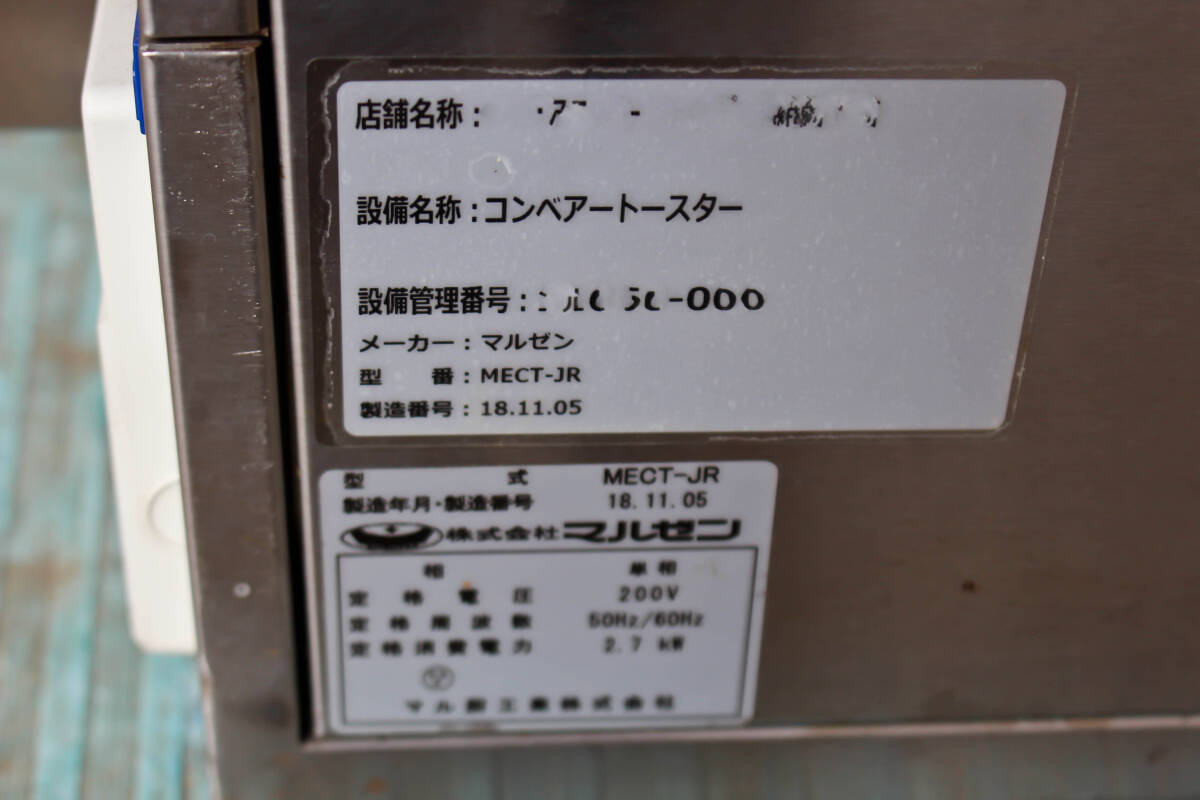 店舗名称:
設備名称:コンベアートースター
設備管理番号: -000
メーカー:マルゼン
型　番:MECT-JR
製造番号:18.11.05
型　式　MECT-JR
製造年月・製造番号　18.11.05
株式会社マルゼン
相　単相
定格電圧　200V
定格周波数　50Hz/60Hz
定格消費電力　2.7 kW
マル厨工業株式会社